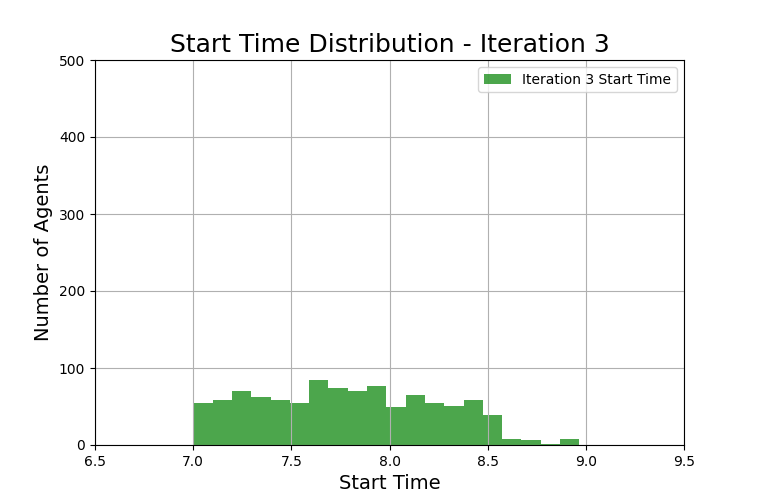 Start Time Distribution - Iteration 3
Iteration 3 Start Time
500
400
300
200
100
0
Number of Agents
6.5 7.0 7.5 8.0 8.5 9.0 9.5
Start Time